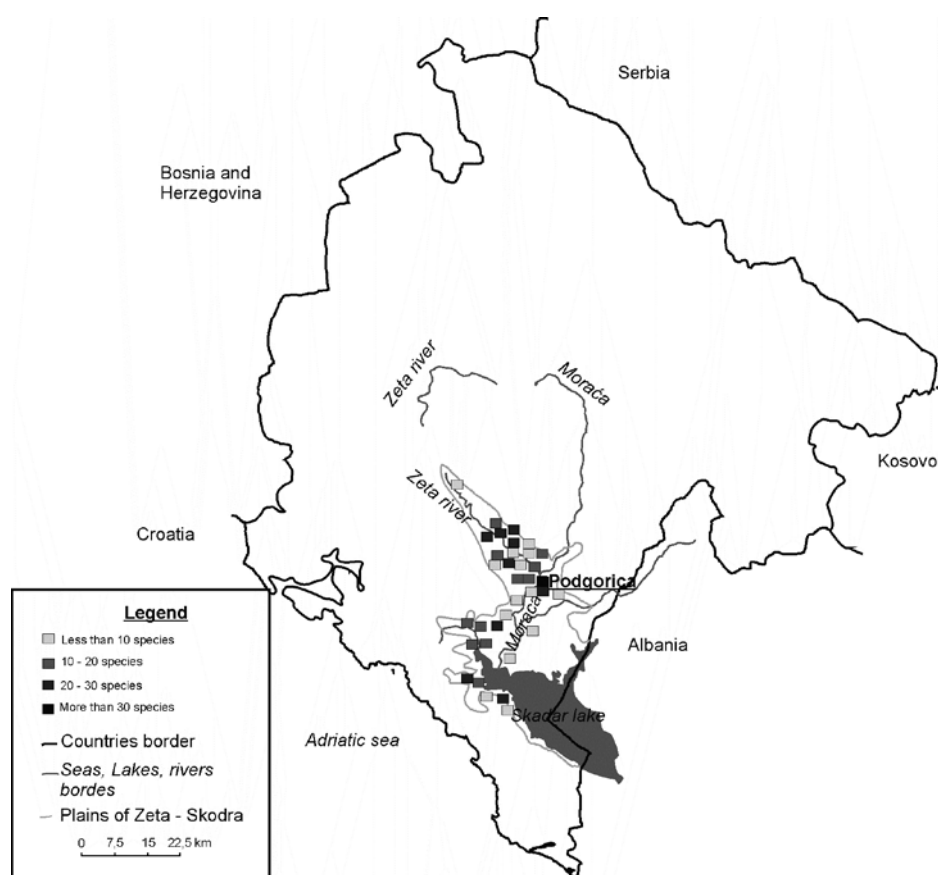 Serbia
Bosnia and
Herzegovina
Zeta river
Moraća
Kosovo
Zeta river
Croatia
Podgorica
Moraća
Albania
Skadar lake
Adriatic sea
Legend
Less than 10 species
10 - 20 species
20 - 30 species
More than 30 species
Countries border
Seas, Lakes, rivers
bordes
Plains of Zeta - Skodra
0 7,5 15 22,5 km